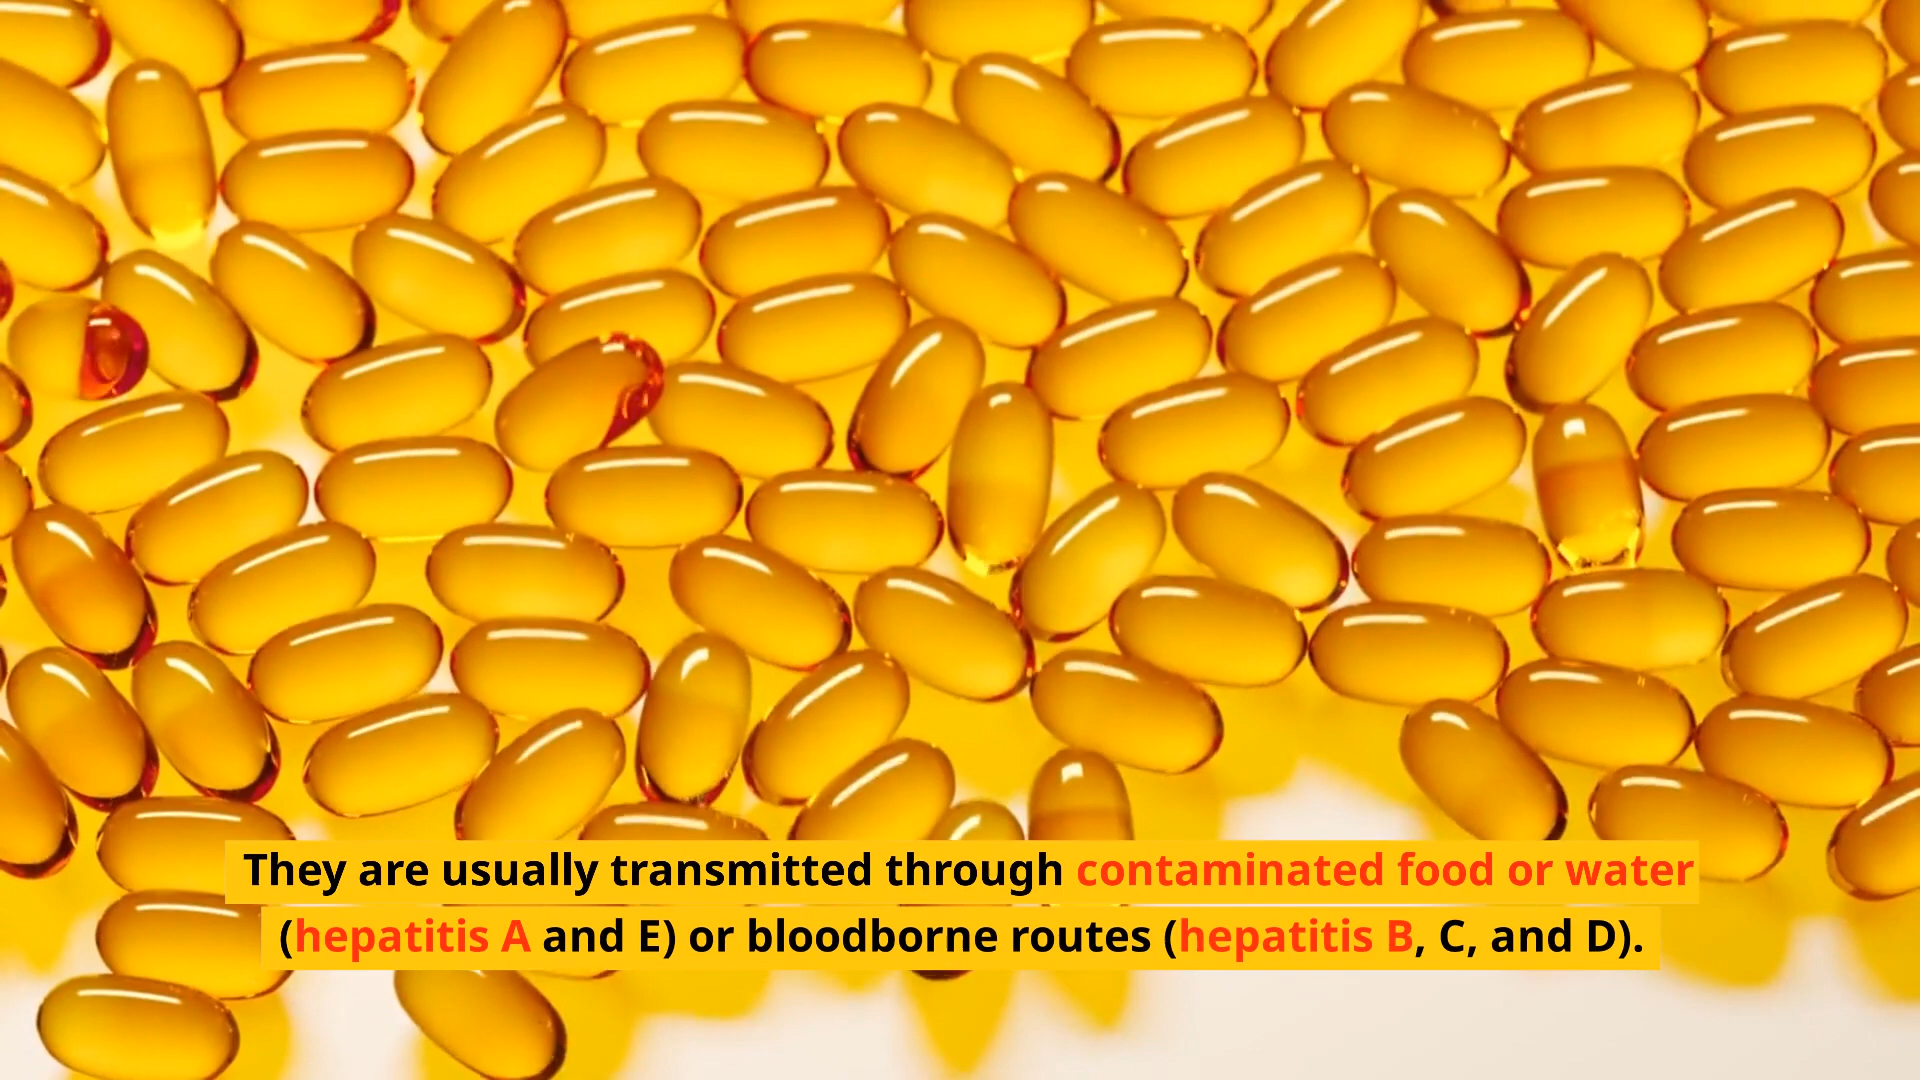 They are usually transmitted through contaminated food or water
(hepatitis A and E) or bloodborne routes (hepatitis B, C, and D).